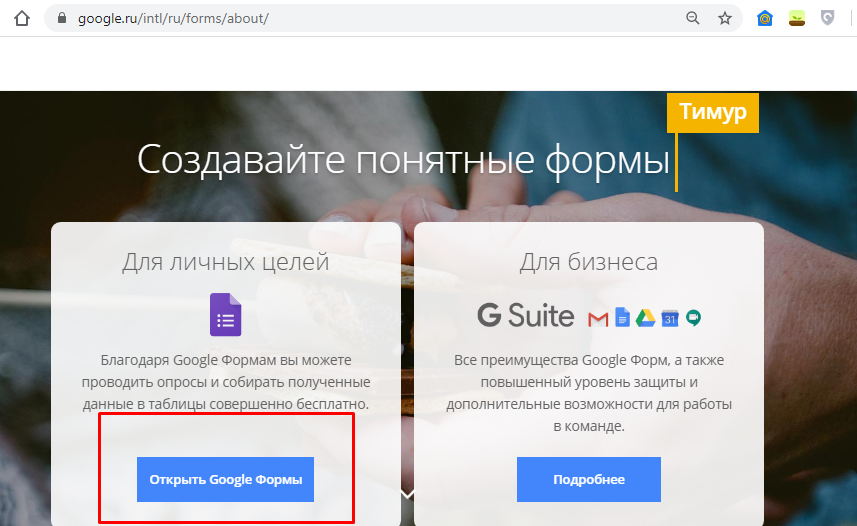 google.ru/intl/ru/forms/about/
Тимур
Создавайте понятные формы
Для личных целей
Благодаря Google Формам вы можете
проводить опросы и собирать полученные
данные в таблицы совершенно бесплатно.
Открыть Google Формы
Для бизнеса
G Suite
31
Все преимущества Google Форм, а также
повышенный уровень защиты и
дополнительные возможности для работы
в команде.
Подробнее